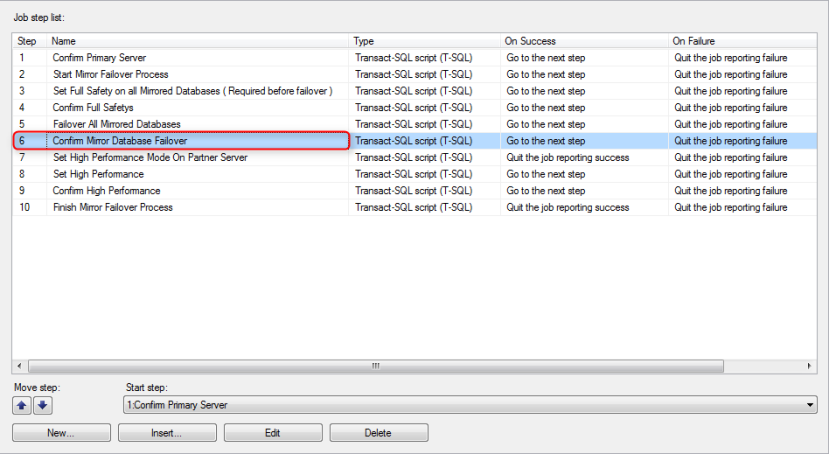 Job step list:
Step Name Type On Success On Failure
1 Confirm Primary Server Transact-SQL script (T-SQL) Go to the next step Quit the job reporting failure
2 Start Mirror Failover Process Transact-SQL script (T-SQL) Go to the next step Quit the job reporting failure
3 Set Full Safety on all Mirrored Databases ( Required before failover ) Transact-SQL script (T-SQL) Go to the next step Quit the job reporting failure
4 Confirm Full Safetys Transact-SQL script (T-SQL) Go to the next step Quit the job reporting failure
5 Failover All Mirrored Databases Transact-SQL script (T-SQL) Go to the next step Quit the job reporting failure
6 Confirm Mirror Database Failover Transact-SQL script (T-SQL) Go to the next step Quit the job reporting failure
7 Set High Performance Mode On Partner Server Transact-SQL script (T-SQL) Quit the job reporting success Quit the job reporting failure
8 Set High Performance Transact-SQL script (T-SQL) Go to the next step Quit the job reporting failure
9 Confirm High Performance Transact-SQL script (T-SQL) Go to the next step Quit the job reporting failure
10 Finish Mirror Failover Process Transact-SQL script (T-SQL) Quit the job reporting success Quit the job reporting failure
Move step: Start step:
1:Confirm Primary Server
New... Insert... Edit Delete